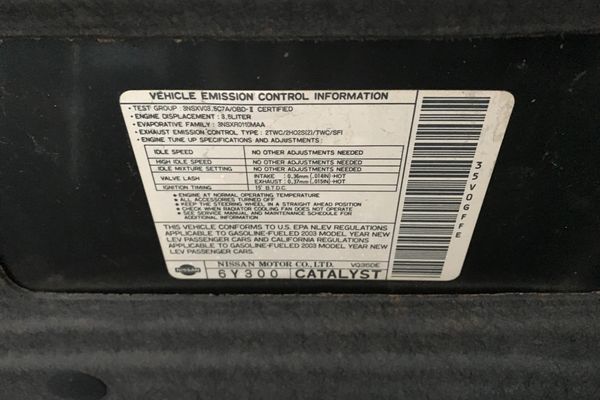 VEHICLE EMISSION CONTROL INFORMATION
• TEST GROUP : 3NSXV03.5C7A/OBD-II CERTIFIED
• ENGINE DISPLACEMENT : 3.5LITER
• EVAPORATIVE FAMILY : 3NSXR0110MAA
• EXHAUST EMISSION CONTROL TYPE : 2TWC/2HO2S(2)/TWC/SFI
• ENGINE TUNE UP SPECIFICATIONS AND ADJUSTMENTS :
IDLE SPEED NO OTHER ADJUSTMENTS NEEDED
HIGH IDLE SPEED NO OTHER ADJUSTMENTS NEEDED
IDLE MIXTURE SETTING NO OTHER ADJUSTMENTS NEEDED
VALVE LASH INTAKE : 0.36mm (.014IN)-HOT
EXHAUST : 0.37mm (.015IN)-HOT
IGNITION TIMING 15° B.T.D.C.
• ENGINE AT NORMAL OPERATING TEMPERATURE
• ALL ACCESSORIES TURNED OFF
• KEEP THE STEERING WHEEL IN A STRAIGHT AHEAD POSITION
• CHECK WHEN RADIATOR COOLING FAN DOES NOT OPERATE
• SEE SERVICE MANUAL AND MAINTENANCE SCHEDULE FOR
ADDITIONAL INSTRUCTIONS
THIS VEHICLE CONFORMS TO U.S. EPA NLEV REGULATIONS
APPLICABLE TO GASOLINE-FUELED 2003 MODEL YEAR NEW
LEV PASSENGER CARS AND CALIFORNIA REGULATIONS
APPLICABLE TO GASOLINE-FUELED 2003 MODEL YEAR NEW
LEV PASSENGER CARS.
NISSAN
NISSAN MOTOR CO., LTD. VQ35DE
6Y300 CATALYST
35V0GFFE